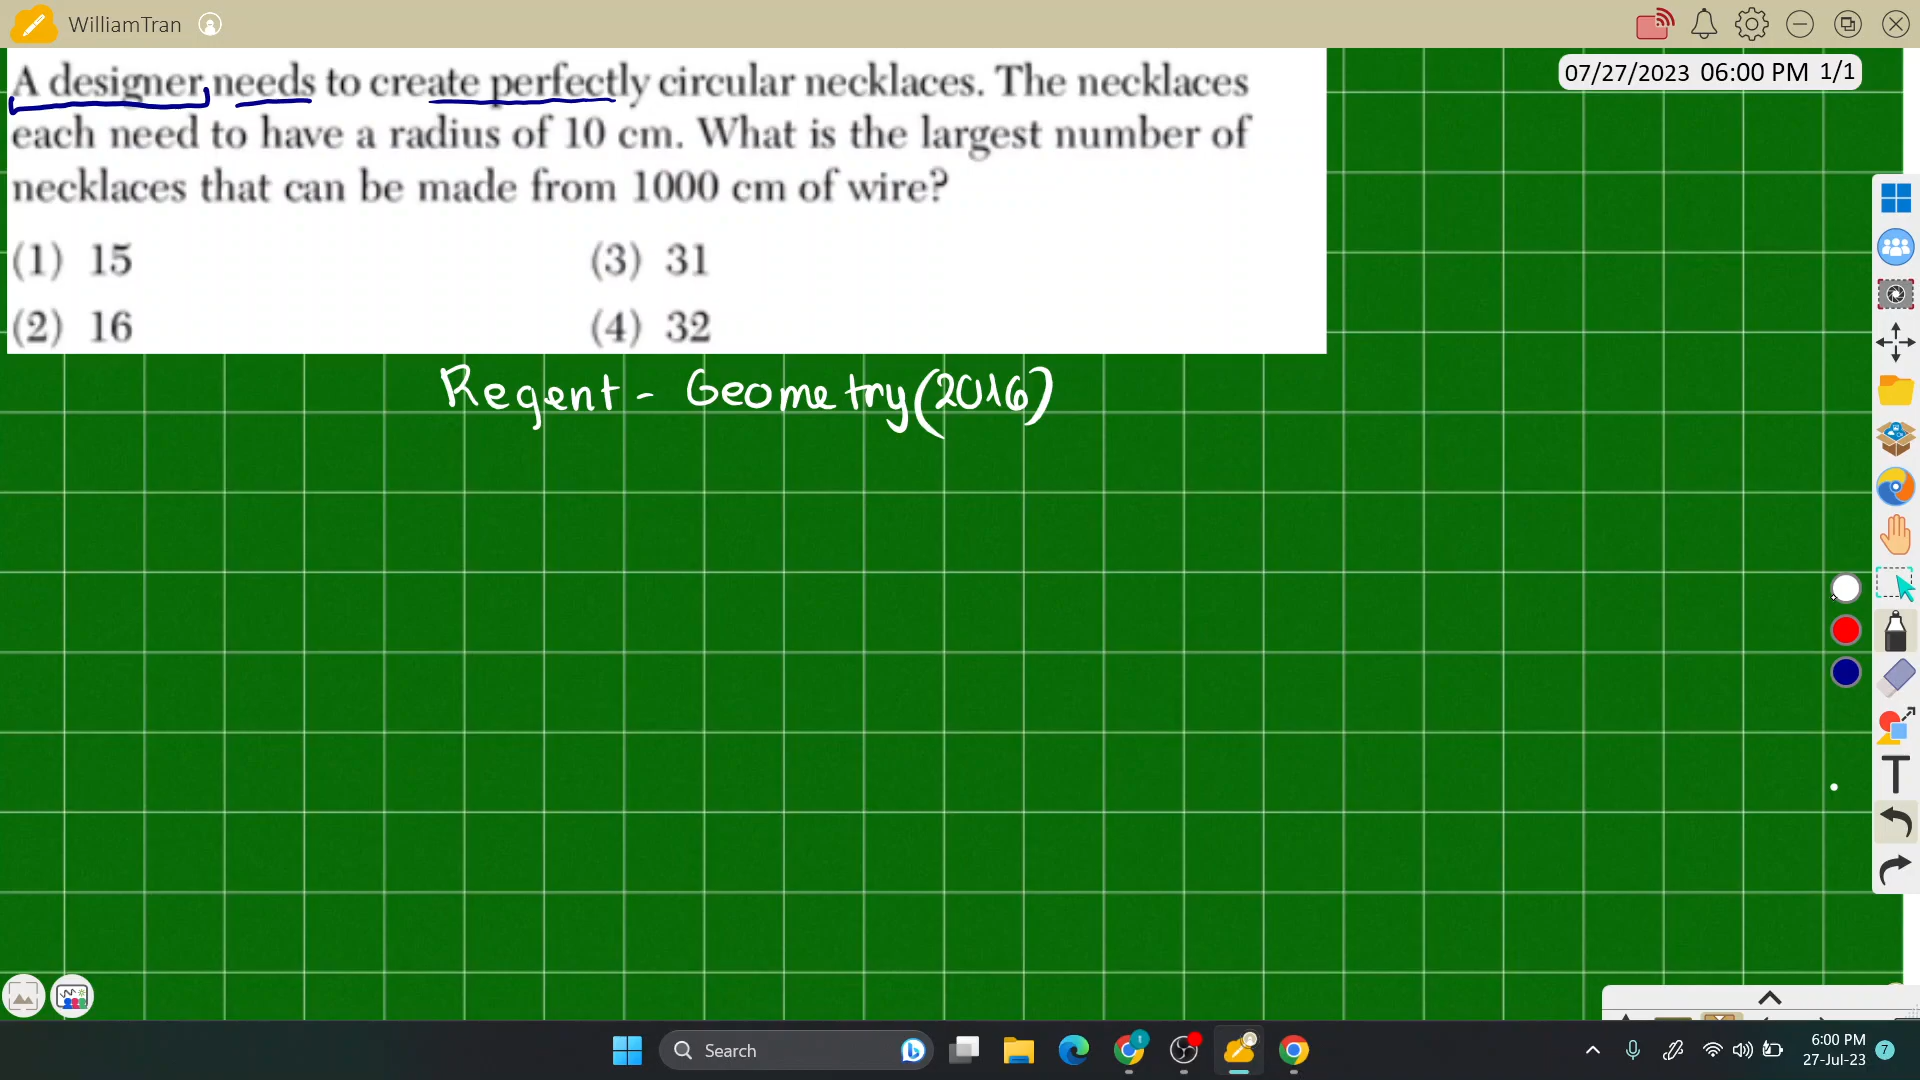 WilliamTran
07/27/2023 06:00 PM 1/1
A designer needs to create perfectly circular necklaces. The necklaces
each need to have a radius of 10 cm. What is the largest number of
necklaces that can be made from 1000 cm of wire?
(1) 15 (3) 31
(2) 16 (4) 32
Regent - Geometry (2016)
T
Search
6:00 PM
27-Jul-23
7